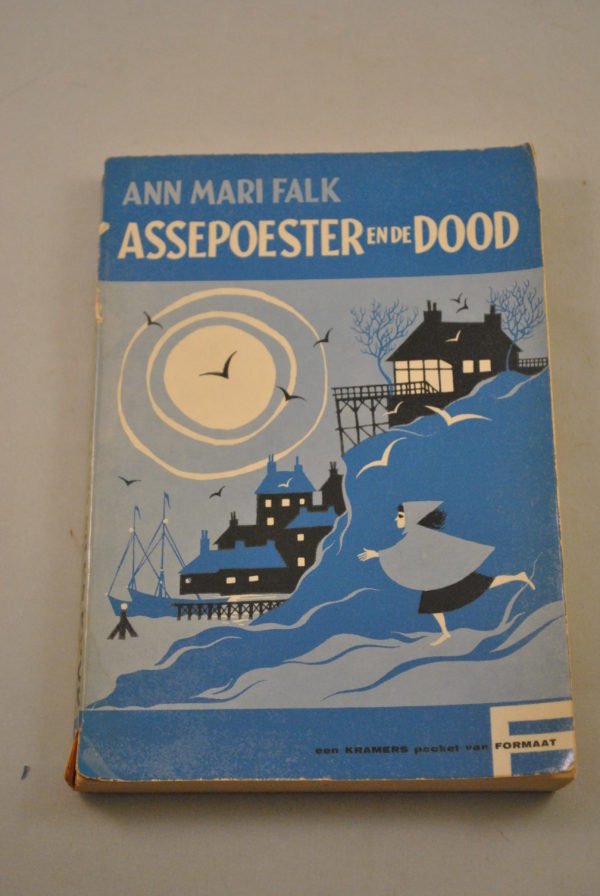 ANN MARI FALK
ASSEPOESTER EN DE DOOD
een KRAMERS pocket van FORMAAT